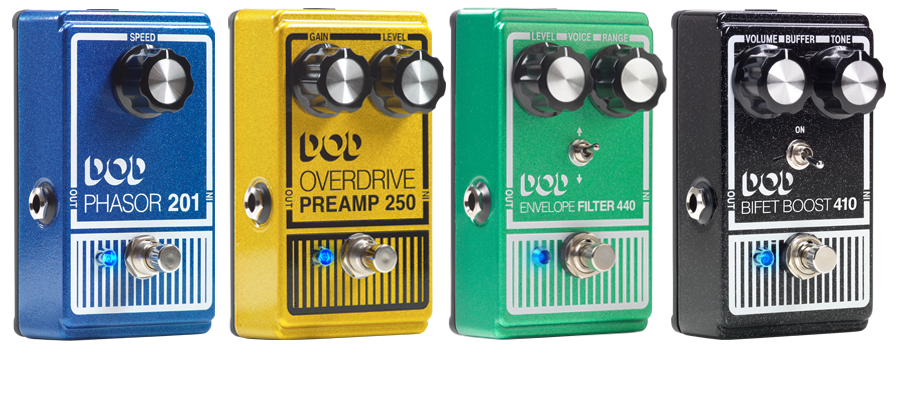 SPEED
DOD
PHASOR 201
OUT
IN
GAIN LEVEL
DOD
OVERDRIVE
PREAMP 250
OUT
IN
LEVEL VOICE RANGE
DOD
ENVELOPE FILTER 440
OUT
IN
VOLUME BUFFER TONE
ON
DOD
BIFET BOOST 410
OUT
IN